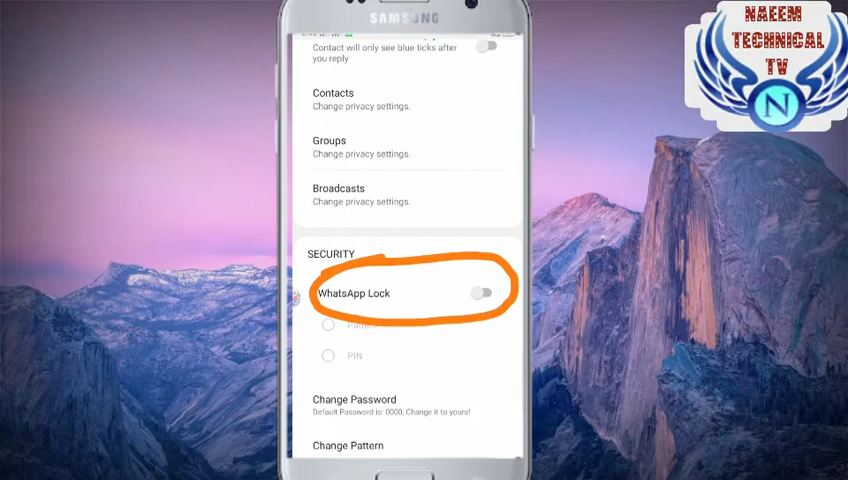 SAMSUNG
NAEEM
TECHNICAL
TV
N
Contact will only see blue ticks after
you reply
Contacts
Change privacy settings.
Groups
Change privacy settings.
Broadcasts
Change privacy settings.
SECURITY
WhatsApp Lock
Pattern
PIN
Change Password
Default Password is: 0000, Change it to yours!
Change Pattern